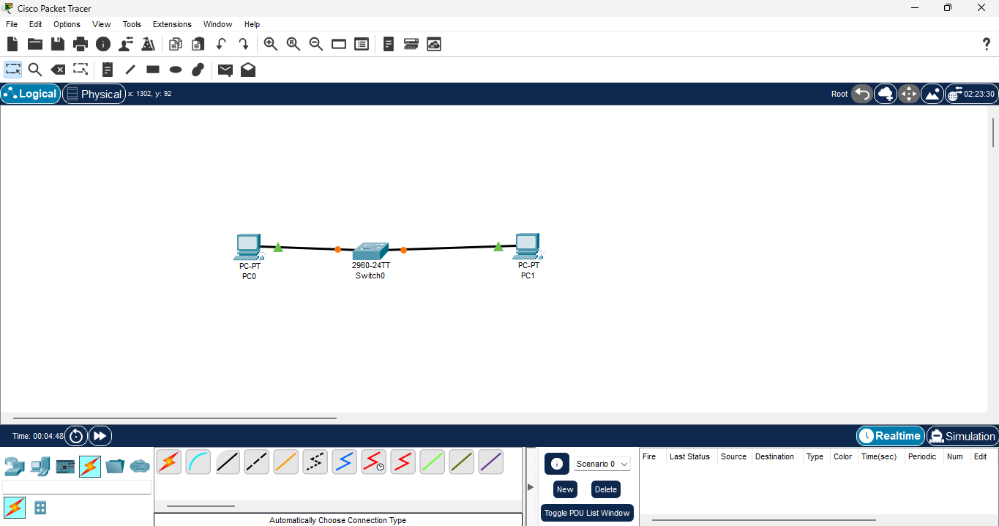 Cisco Packet Tracer
File Edit Options View Tools Extensions Window Help
Logical Physical x: 1302, y: 92 Root 02:23:30
PC-PT
PC0
2960-24TT
Switch0
PC-PT
PC1
Time: 00:04:48 Realtime Simulation
Scenario 0
New Delete
Toggle PDU List Window
Fire Last Status Source Destination Type Color Time(sec) Periodic Num Edit
Automatically Choose Connection Type